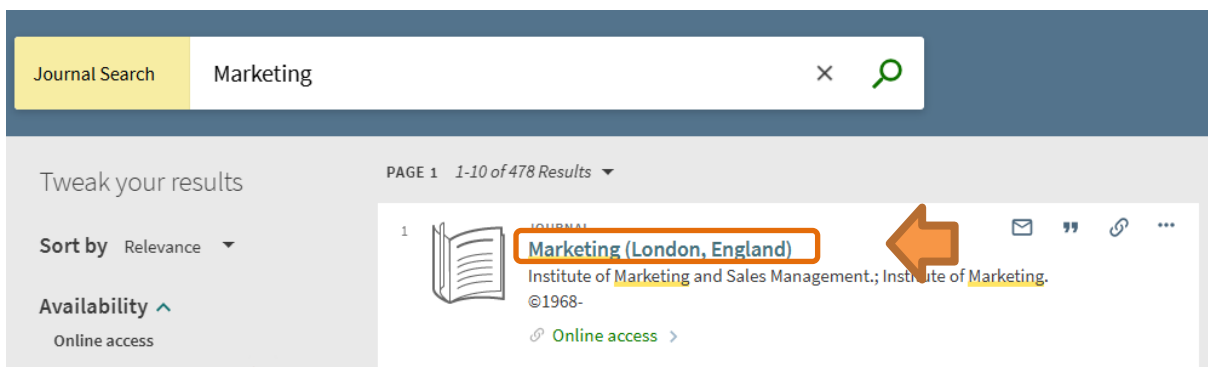 Journal Search
Marketing
Tweak your results
PAGE 1 1-10 of 478 Results
Sort by Relevance
1
JOURNAL
Marketing (London, England)
Institute of Marketing and Sales Management.; Institute of Marketing.
©1968-
Availability
Online access
Online access